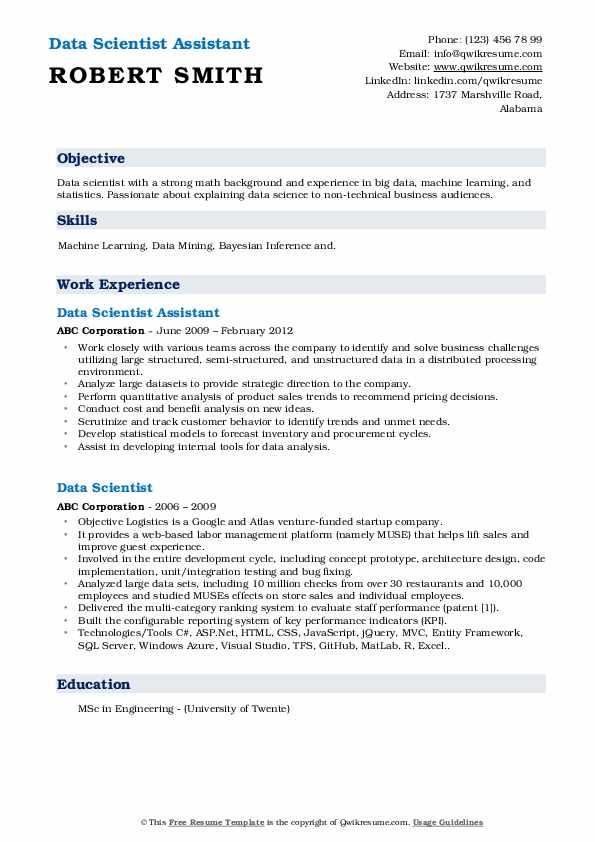 Data Scientist Assistant
ROBERT SMITH
Phone: (123) 456 78 99
Email: info@qwikresume.com
Website: www.qwikresume.com
LinkedIn: linkedin.com/qwikresume
Address: 1737 Marshville Road,
Alabama
Objective
Data scientist with a strong math background and experience in big data, machine learning, and
statistics. Passionate about explaining data science to non-technical business audiences.
Skills
Machine Learning, Data Mining, Bayesian Inference and.
Work Experience
Data Scientist Assistant
ABC Corporation - June 2009 – February 2012
• Work closely with various teams across the company to identify and solve business challenges
utilizing large structured, semi-structured, and unstructured data in a distributed processing
environment.
• Analyze large datasets to provide strategic direction to the company.
• Perform quantitative analysis of product sales trends to recommend pricing decisions.
• Conduct cost and benefit analysis on new ideas.
• Scrutinize and track customer behavior to identify trends and unmet needs.
• Develop statistical models to forecast inventory and procurement cycles.
• Assist in developing internal tools for data analysis.
Data Scientist
ABC Corporation - 2006 – 2009
• Objective Logistics is a Google and Atlas venture-funded startup company.
• It provides a web-based labor management platform (namely MUSE) that helps lift sales and
improve guest experience.
• Involved in the entire development cycle, including concept prototype, architecture design, code
implementation, unit/integration testing and bug fixing.
• Analyzed large data sets, including 10 million checks from over 30 restaurants and 10,000
employees and studied MUSEs effects on store sales and individual employees.
• Delivered the multi-category ranking system to evaluate staff performance (patent [1]).
• Built the configurable reporting system of key performance indicators (KPI).
• Technologies/Tools C#, ASP.Net, HTML, CSS, JavaScript, jQuery, MVC, Entity Framework,
SQL Server, Windows Azure, Visual Studio, TFS, GitHub, MatLab, R, Excel..
Education
MSc in Engineering - (University of Twente)
© This Free Resume Template is the copyright of Qwikresume.com. Usage Guidelines